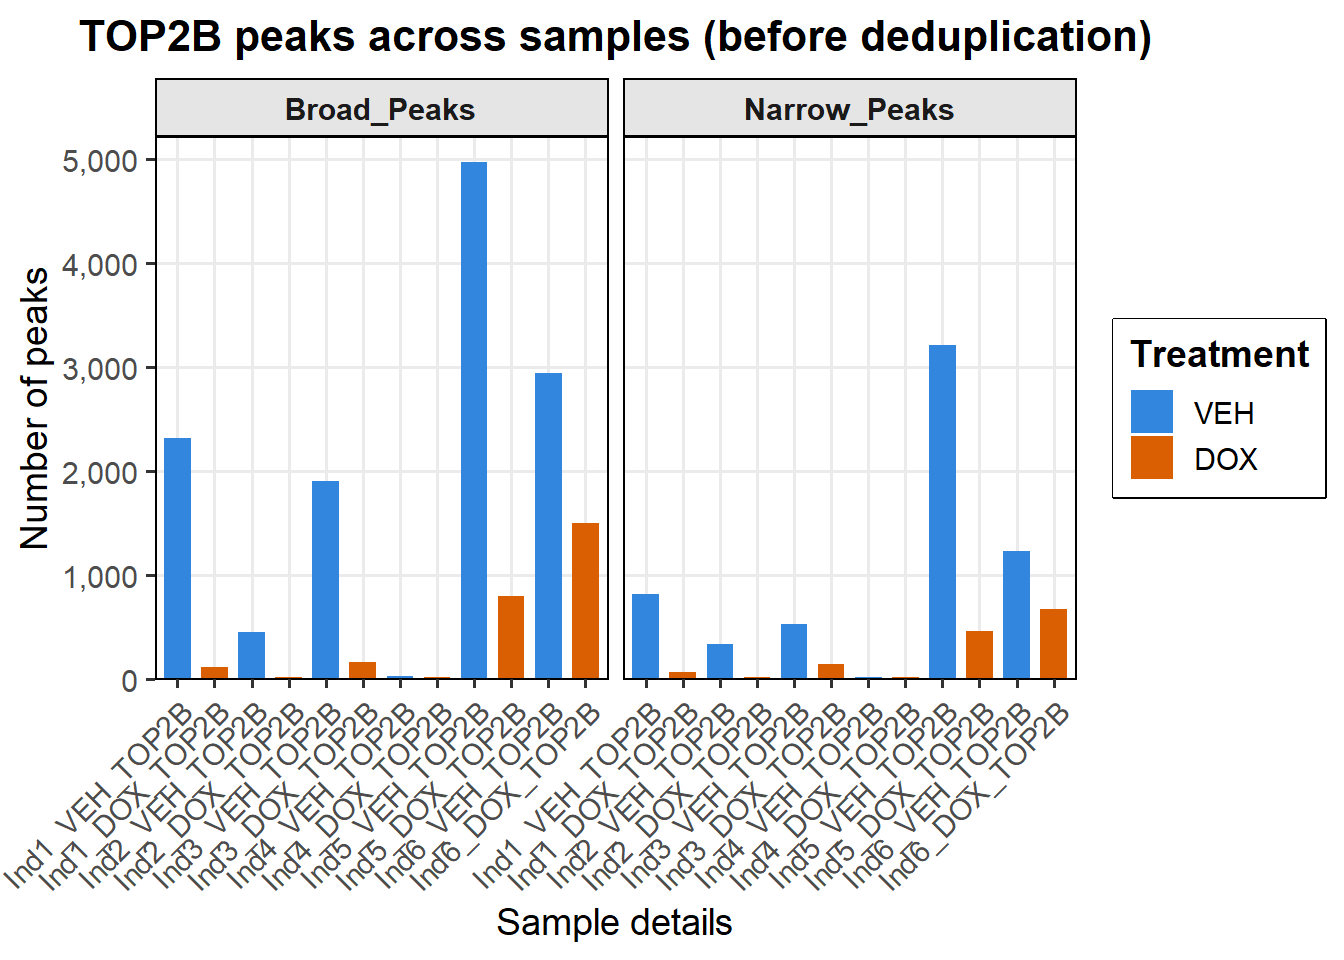 TOP2B peaks across samples (before deduplication)
Broad_Peaks
Narrow_Peaks
Number of peaks
5,000
4,000
3,000
2,000
1,000
0
Ind1_VEH_TOP2B
Ind1_DOX_TOP2B
Ind2_VEH_TOP2B
Ind2_DOX_TOP2B
Ind3_VEH_TOP2B
Ind3_DOX_TOP2B
Ind4_VEH_TOP2B
Ind4_DOX_TOP2B
Ind5_VEH_TOP2B
Ind5_DOX_TOP2B
Ind6_VEH_TOP2B
Ind6_DOX_TOP2B
Ind1_VEH_TOP2B
Ind1_DOX_TOP2B
Ind2_VEH_TOP2B
Ind2_DOX_TOP2B
Ind3_VEH_TOP2B
Ind3_DOX_TOP2B
Ind4_VEH_TOP2B
Ind4_DOX_TOP2B
Ind5_VEH_TOP2B
Ind5_DOX_TOP2B
Ind6_VEH_TOP2B
Ind6_DOX_TOP2B
Sample details
Treatment
VEH
DOX